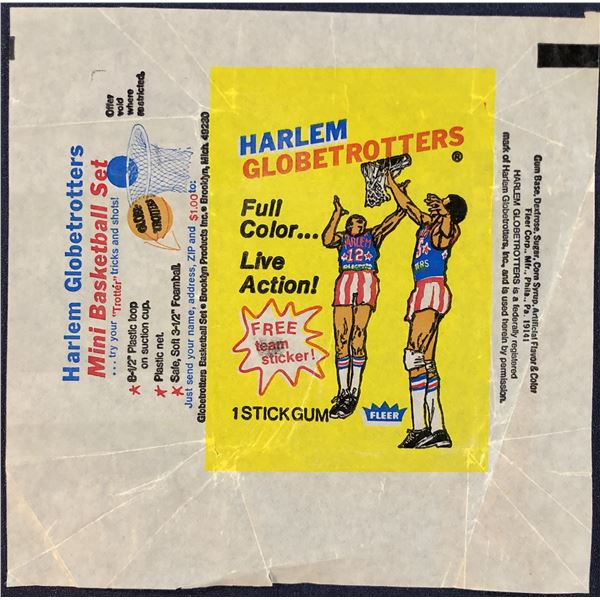 Harlem Globetrotters
Mini Basketball Set
... try your "Trotter" tricks and shots!
★ 8-1/2" Plastic loop
on suction cup.
★ Plastic net.
★ Safe, Soft 3-1/2" Foamball.
Just send your name, address, ZIP and $1.00 to:
Globetrotters Basketball Set • Brooklyn Products Inc. • Brooklyn, Mich. 49230
Offer
void
where
restricted.
HARLEM
GLOBETROTTERS
®
Full
Color...
Live
Action!
FREE
team
sticker!
1 STICK GUM
FLEER
HARLEM
12
Gum Base, Dextrose, Sugar, Corn Syrup, Artificial Flavor & Color
Fleer Corp., Mfr., Phila., Pa. 19141
HARLEM GLOBETROTTERS is a federally registered
mark of Harlem Globetrotters, Inc., and is used herein by permission.